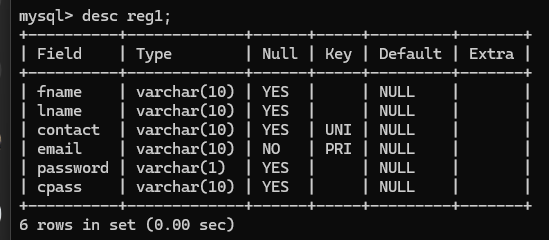 mysql> desc reg1;
+----------+-------------+------+-----+---------+-------+
| Field    | Type        | Null | Key | Default | Extra |
+----------+-------------+------+-----+---------+-------+
| fname    | varchar(10) | YES  |     | NULL    |       |
| lname    | varchar(10) | YES  |     | NULL    |       |
| contact  | varchar(10) | YES  | UNI | NULL    |       |
| email    | varchar(10) | NO   | PRI | NULL    |       |
| password | varchar(1)  | YES  |     | NULL    |       |
| cpass    | varchar(10) | YES  |     | NULL    |       |
+----------+-------------+------+-----+---------+-------+
6 rows in set (0.00 sec)